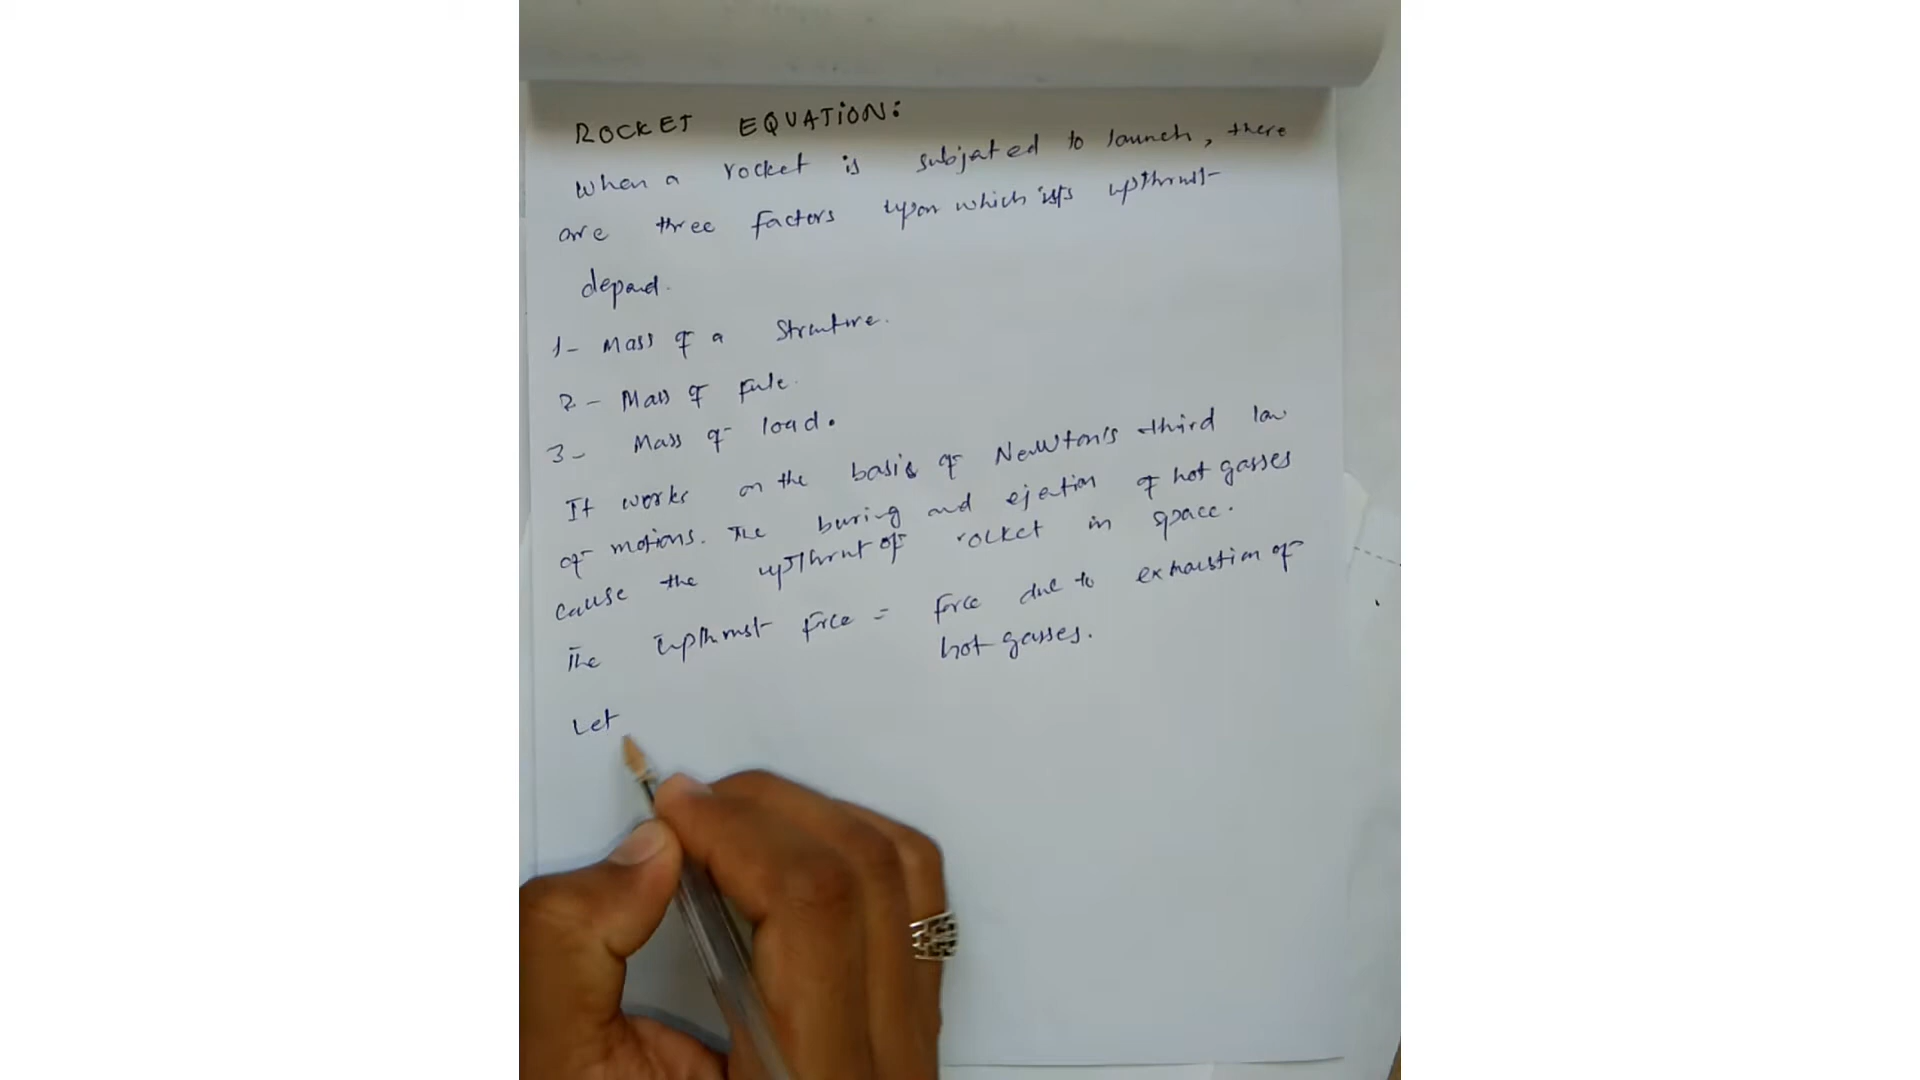 ROCKET EQUATION:
When a rocket is subjated to launch, there
are three factors upon which its upthrust
depand.
1- Mass of a Structure.
2- Mass of Fule.
3- Mass of load.
It works on the basis of Newton's third law
of motions. The buring and ejection of hot gasses
cause the upthrut of rocket in space.
The Upthrust force = force due to exhaustion of
hot gasses.
Let